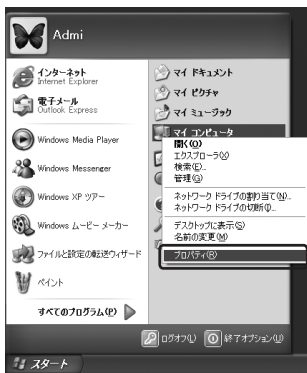 Admi
インターネット
Internet Explorer
電子メール
Outlook Express
Windows Media Player
Windows Messenger
Windows XP ツアー
Windows ムービー メーカー
ファイルと設定の転送ウィザード
ペイント
すべてのプログラム(P)
マイ ドキュメント
マイ ピクチャ
マイ ミュージック
マイ コンピュータ
開く(O)
エクスプローラ(X)
検索(E)...
管理(G)
ネットワーク ドライブの割り当て(N)...
ネットワーク ドライブの切断(I)...
デスクトップに表示(S)
名前の変更(M)
プロパティ(R)
ログオフ(L)
終了オプション(U)
スタート